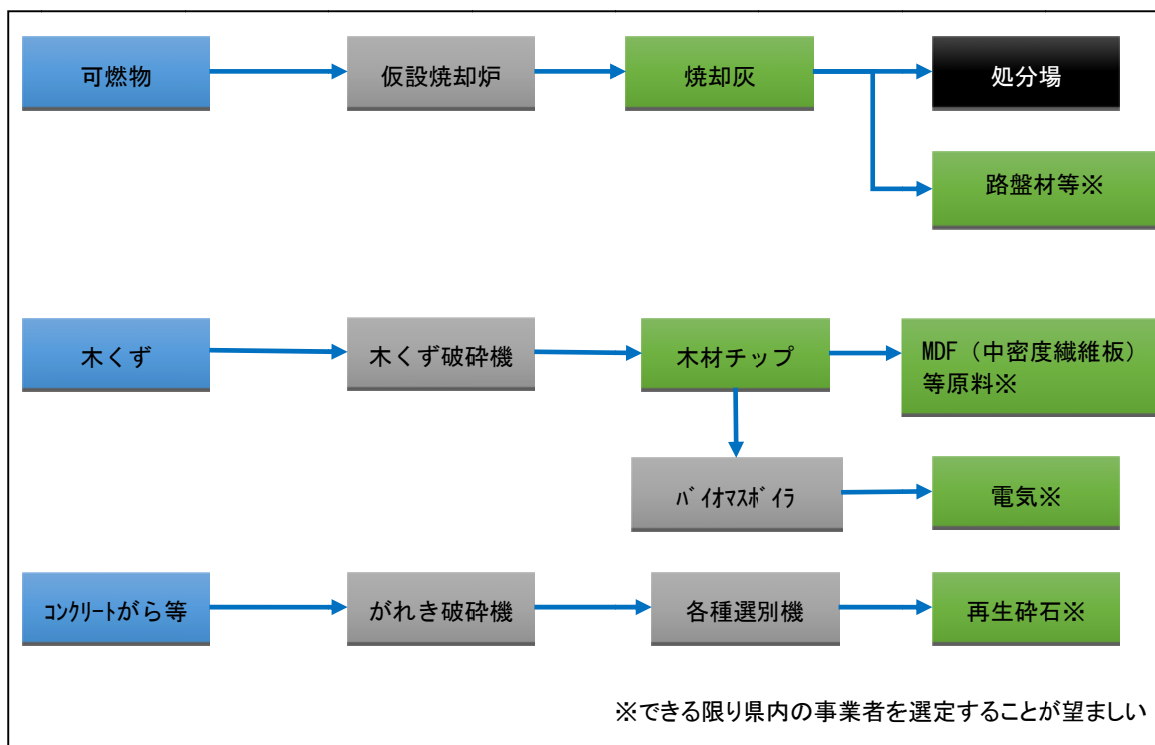 可燃物
仮設焼却炉
焼却灰
処分場
路盤材等※
木くず
木くず破砕機
木材チップ
MDF（中密度繊維板）
等原料※
ﾊﾞｲｵﾏｽﾎﾞｲﾗ
電気※
ｺﾝｸﾘｰﾄがら等
がれき破砕機
各種選別機
再生砕石※
※できる限り県内の事業者を選定することが望ましい